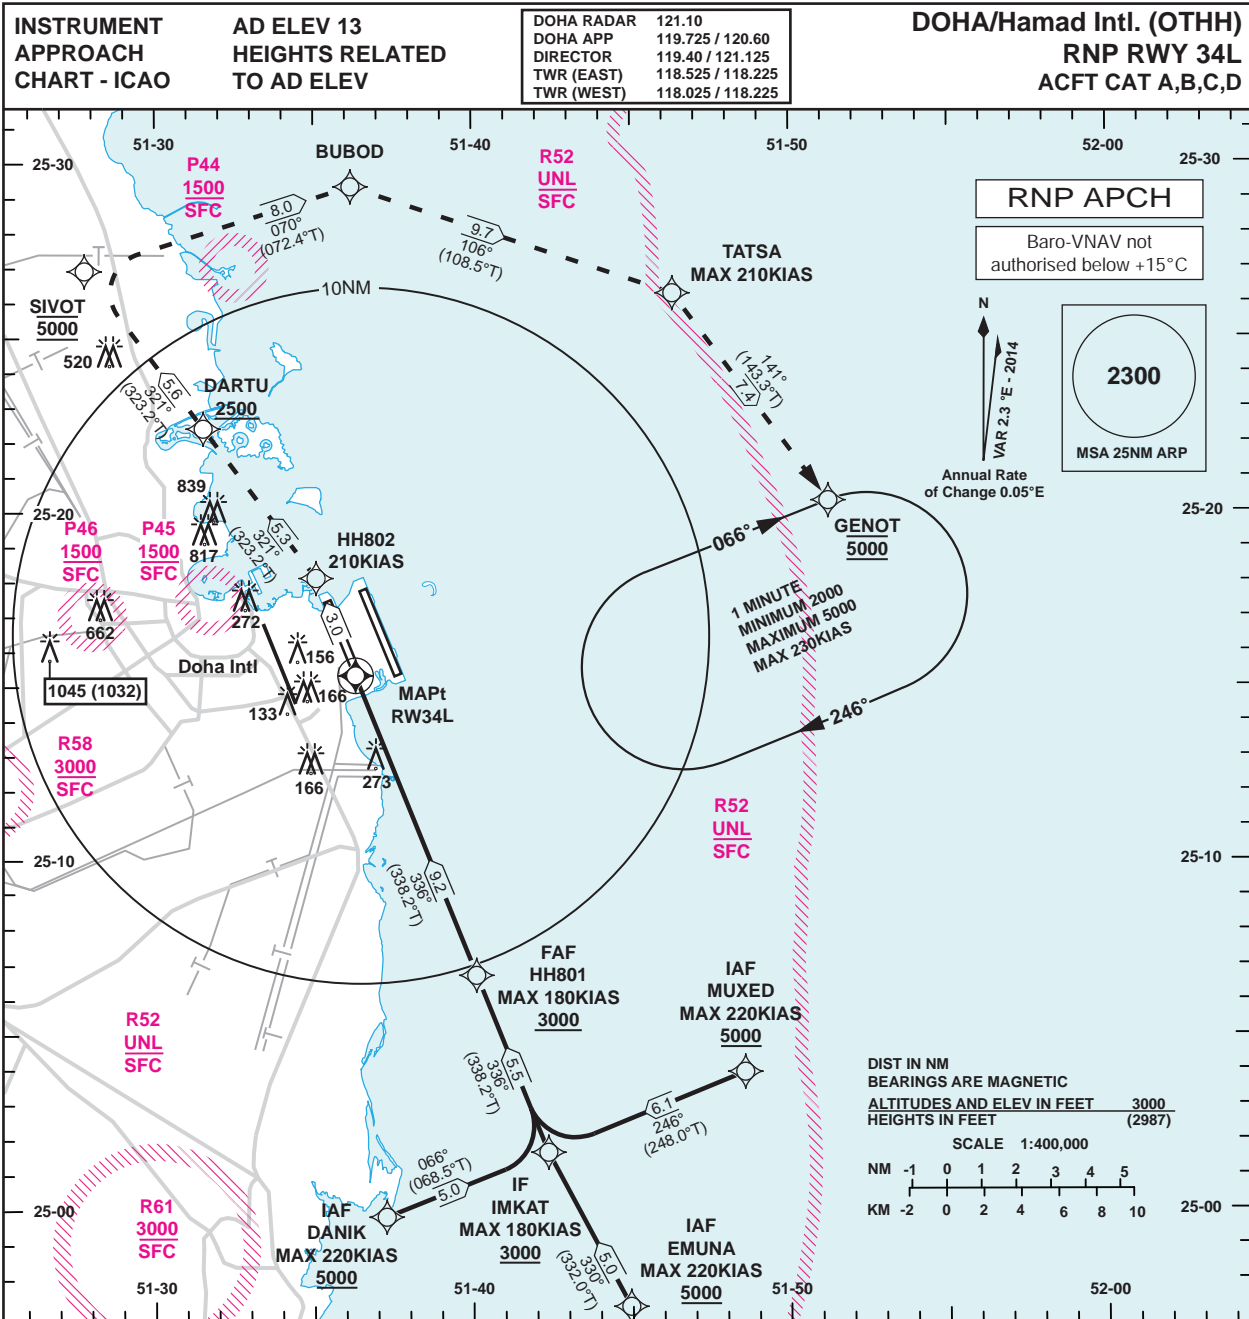 INSTRUMENT
APPROACH
CHART - ICAO
AD ELEV 13
HEIGHTS RELATED
TO AD ELEV
DOHA RADAR 121.10
DOHA APP 119.725 / 120.60
DIRECTOR 119.40 / 121.125
TWR (EAST) 118.525 / 118.225
TWR (WEST) 118.025 / 118.225
DOHA/Hamad Intl. (OTHH)
RNP RWY 34L
ACFT CAT A,B,C,D
51-30
51-40
51-50
52-00
25-30
25-30
BUBOD
P44
1500
SFC
R52
UNL
SFC
RNP APCH
Baro-VNAV not
authorised below +15°C
8.0
070°
(072.4°T)
9.7
106°
(108.5°T)
TATSA
MAX 210KIAS
SIVOT
5000
10NM
520
N
VAR 2.3 °E - 2014
Annual Rate
of Change 0.05°E
2300
MSA 25NM ARP
141°
(143.3°T)
7.4
5.6
321°
(323.2°T)
DARTU
2500
839
817
25-20
25-20
P46
1500
SFC
P45
1500
SFC
5.3
321°
(323.2°T)
HH802
210KIAS
GENOT
5000
066°
1 MINUTE
MINIMUM 2000
MAXIMUM 5000
MAX 230KIAS
246°
662
272
3.0
Doha Intl
156
166
133
1045 (1032)
MAPt
RW34L
R58
3000
SFC
166
273
R52
UNL
SFC
25-10
25-10
9.2
336°
(338.2°T)
FAF
HH801
MAX 180KIAS
3000
IAF
MUXED
MAX 220KIAS
5000
R52
UNL
SFC
5.5
336°
(338.2°T)
6.1
246°
(248.0°T)
DIST IN NM
BEARINGS ARE MAGNETIC
ALTITUDES AND ELEV IN FEET 3000
HEIGHTS IN FEET (2987)
SCALE 1:400,000
NM -1 0 1 2 3 4 5
KM -2 0 2 4 6 8 10
066°
(068.5°T)
5.0
R61
3000
SFC
25-00
25-00
IAF
DANIK
MAX 220KIAS
5000
IF
IMKAT
MAX 180KIAS
3000
5.0
330°
(332.0°T)
IAF
EMUNA
MAX 220KIAS
5000
51-30
51-40
51-50
52-00